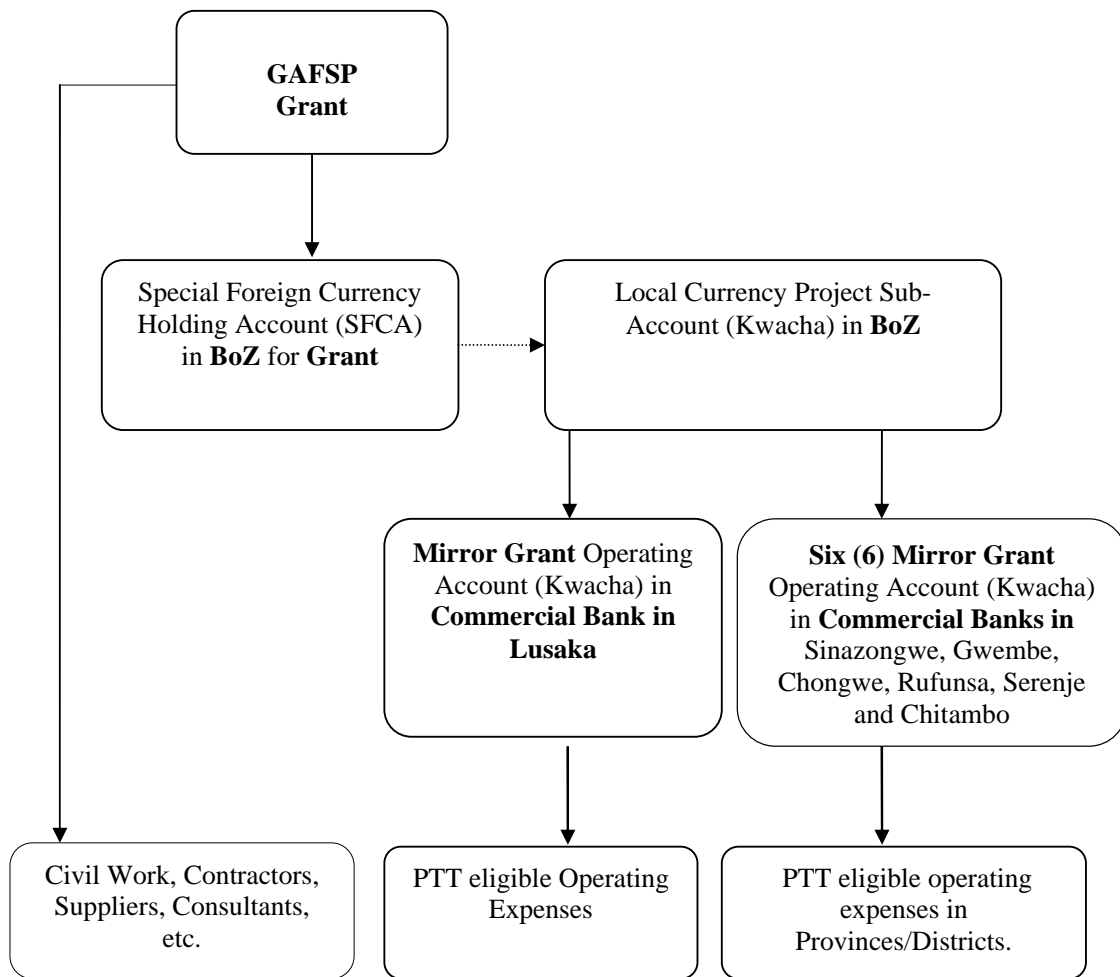 GAFSP
Grant
Special Foreign Currency
Holding Account (SFCA)
in BoZ for Grant
Local Currency Project Sub-
Account (Kwacha) in BoZ
Mirror Grant Operating
Account (Kwacha) in
Commercial Bank in
Lusaka
Six (6) Mirror Grant
Operating Account (Kwacha)
in Commercial Banks in
Sinazongwe, Gwembe,
Chongwe, Rufunsa, Serenje
and Chitambo
Civil Work, Contractors,
Suppliers, Consultants,
etc.
PTT eligible Operating
Expenses
PTT eligible operating
expenses in
Provinces/Districts.